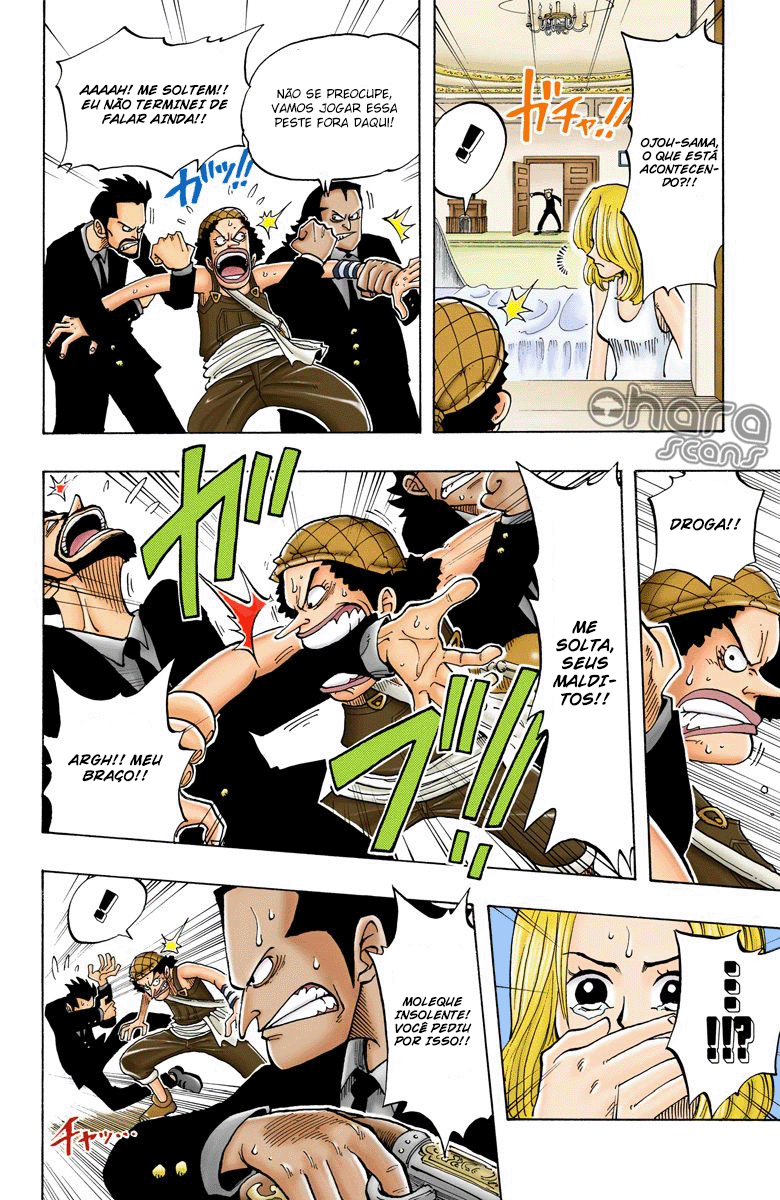 OJOU-SAMA,
O QUE ESTÁ
ACONTECEN-
DO?!!
ガチャ!!
!
NÃO SE PREOCUPE,
VAMOS JOGAR ESSA
PESTE FORA DAQUI!
AAAAH! ME SOLTEM!!
EU NÃO TERMINEI DE
FALAR AINDA!!
ガッ!!
Ohara
scans
DROGA!!
ME
SOLTA,
SEUS
MALDI-
TOS!!
ガブッ!!
ARGH!! MEU
BRAÇO!!
...!!?
MOLEQUE
INSOLENTE!
VOCÊ PEDIU
POR ISSO!!
!
チャッ…